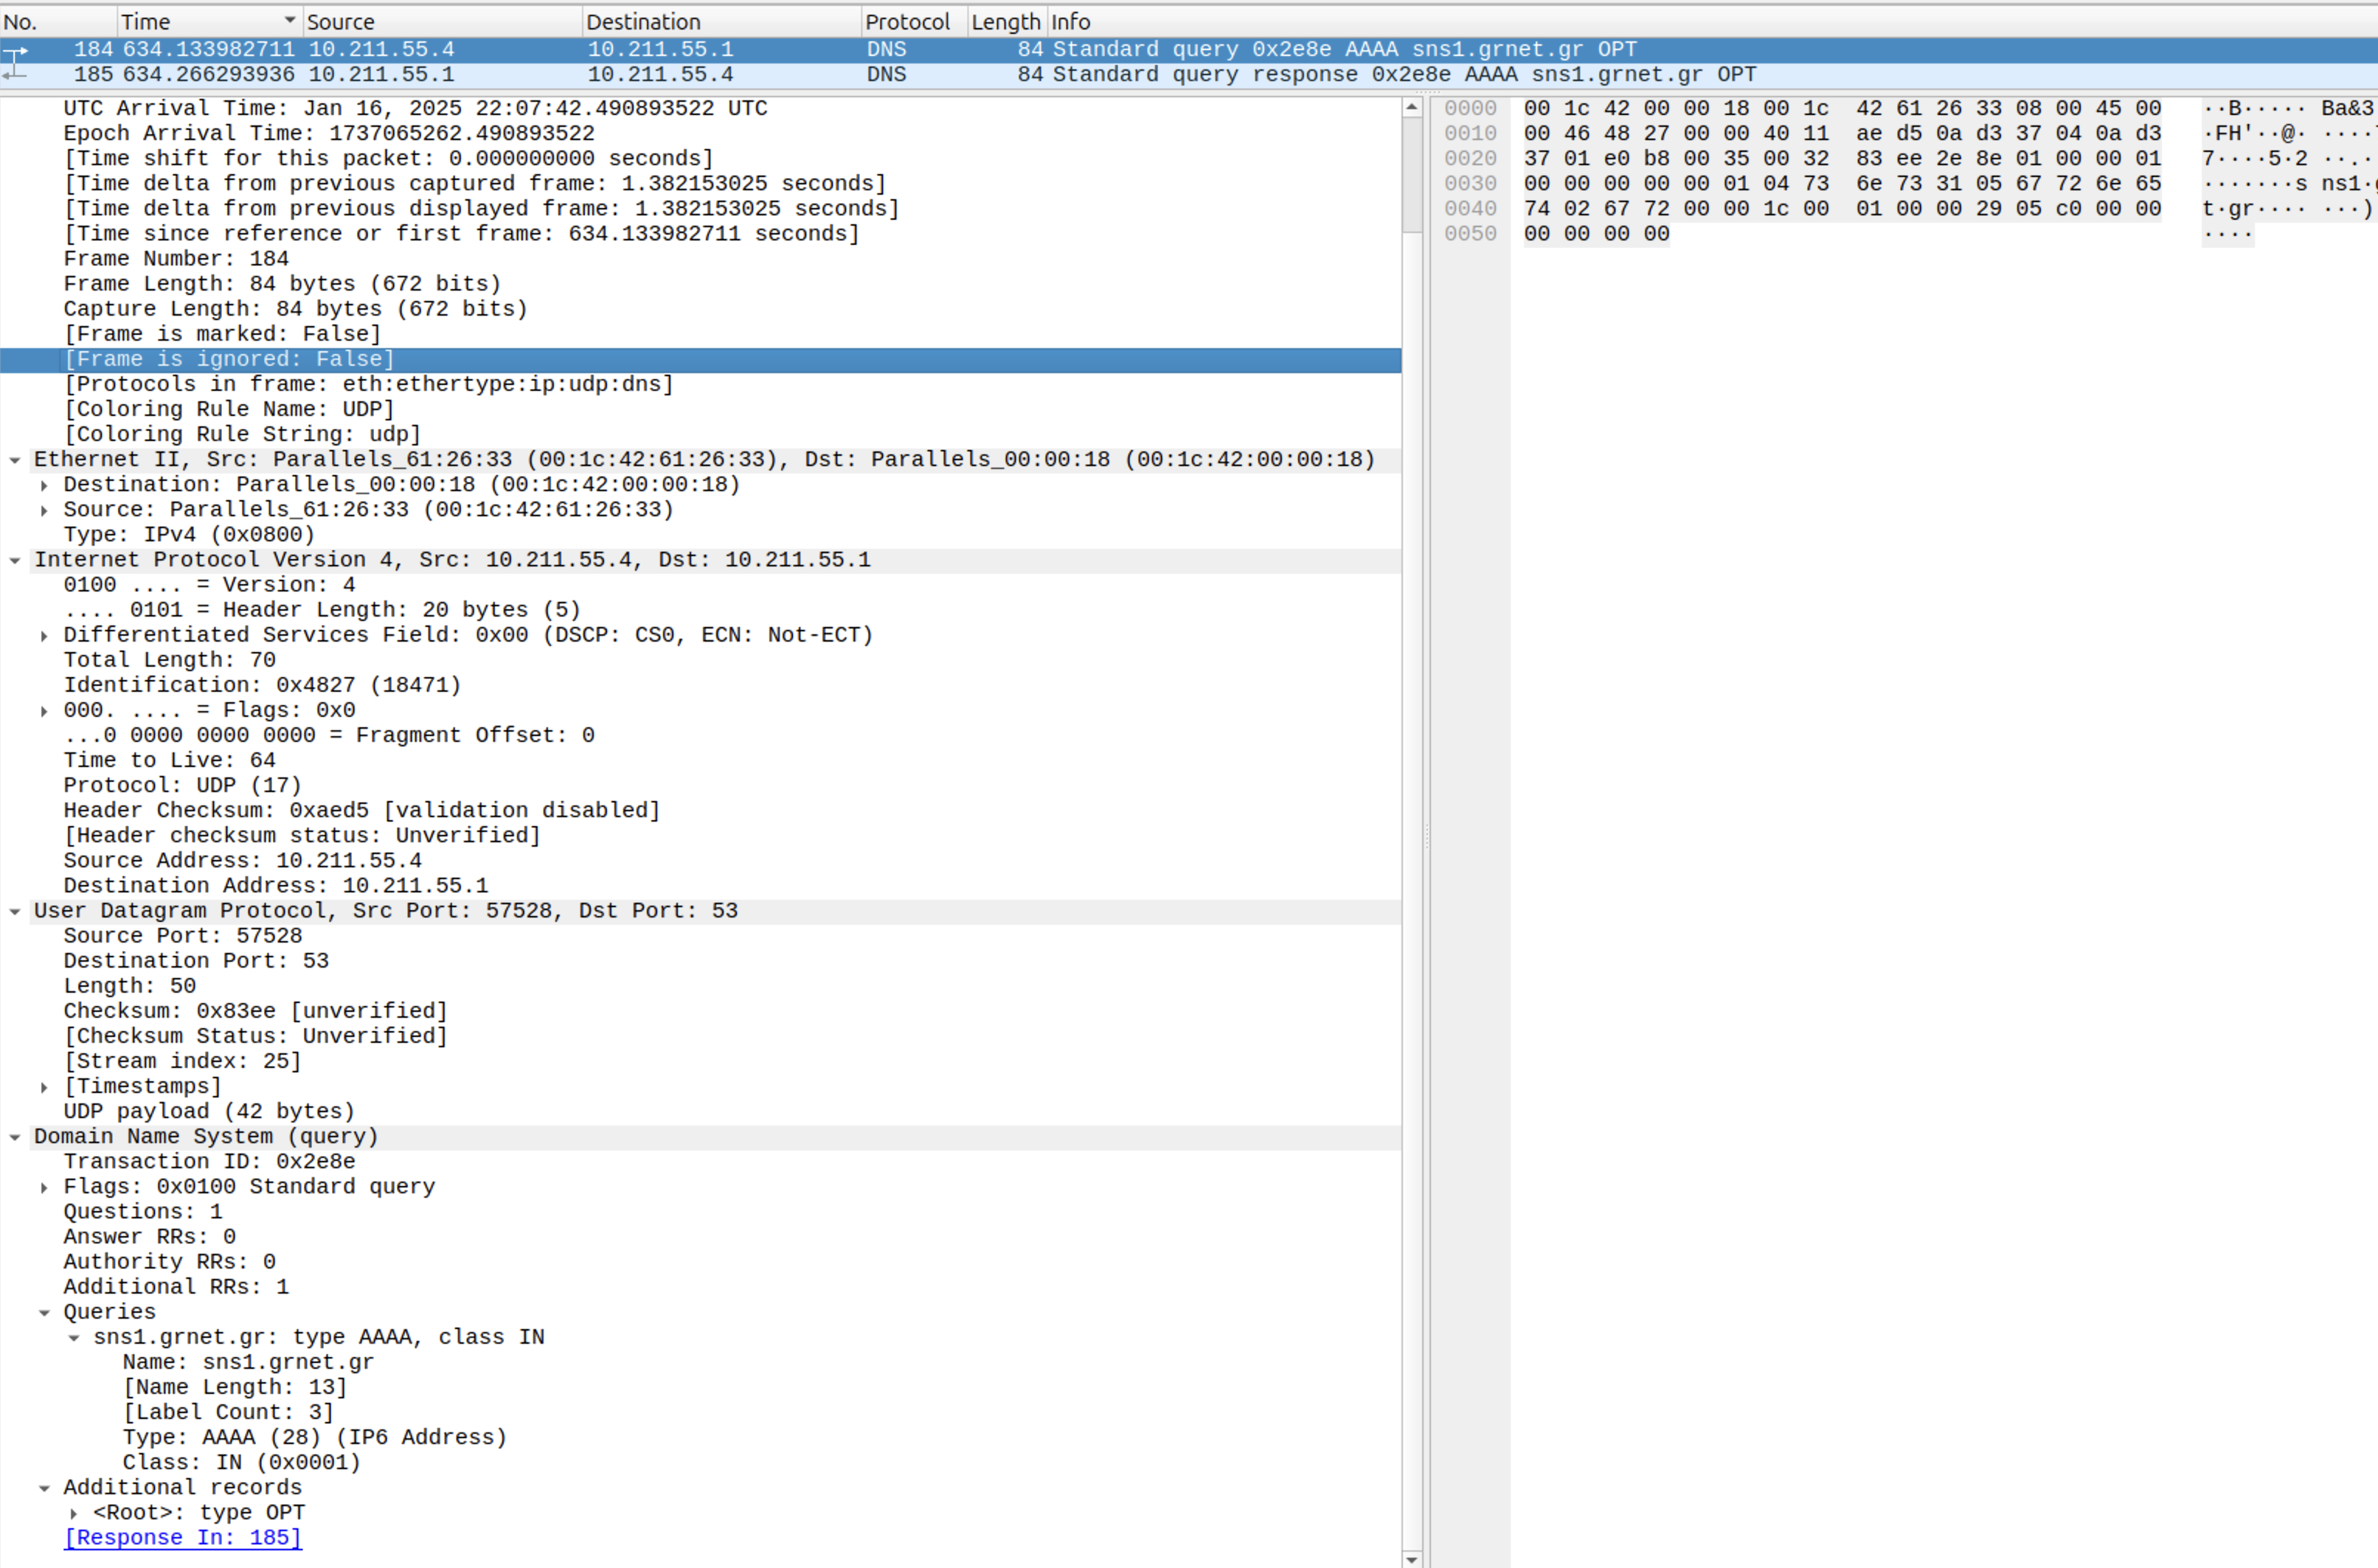 No. Time Source Destination Protocol Length Info
184 634.133982711 10.211.55.4 10.211.55.1 DNS 84 Standard query 0x2e8e AAAA sns1.grnet.gr OPT
185 634.266293936 10.211.55.1 10.211.55.4 DNS 84 Standard query response 0x2e8e AAAA sns1.grnet.gr OPT
UTC Arrival Time: Jan 16, 2025 22:07:42.490893522 UTC
Epoch Arrival Time: 1737065262.490893522
[Time shift for this packet: 0.000000000 seconds]
[Time delta from previous captured frame: 1.382153025 seconds]
[Time delta from previous displayed frame: 1.382153025 seconds]
[Time since reference or first frame: 634.133982711 seconds]
Frame Number: 184
Frame Length: 84 bytes (672 bits)
Capture Length: 84 bytes (672 bits)
[Frame is marked: False]
[Frame is ignored: False]
[Protocols in frame: eth:ethertype:ip:udp:dns]
[Coloring Rule Name: UDP]
[Coloring Rule String: udp]
Ethernet II, Src: Parallels_61:26:33 (00:1c:42:61:26:33), Dst: Parallels_00:00:18 (00:1c:42:00:00:18)
Destination: Parallels_00:00:18 (00:1c:42:00:00:18)
Source: Parallels_61:26:33 (00:1c:42:61:26:33)
Type: IPv4 (0x0800)
Internet Protocol Version 4, Src: 10.211.55.4, Dst: 10.211.55.1
0100 .... = Version: 4
.... 0101 = Header Length: 20 bytes (5)
Differentiated Services Field: 0x00 (DSCP: CS0, ECN: Not-ECT)
Total Length: 70
Identification: 0x4827 (18471)
000. .... = Flags: 0x0
...0 0000 0000 0000 = Fragment Offset: 0
Time to Live: 64
Protocol: UDP (17)
Header Checksum: 0xaed5 [validation disabled]
[Header checksum status: Unverified]
Source Address: 10.211.55.4
Destination Address: 10.211.55.1
User Datagram Protocol, Src Port: 57528, Dst Port: 53
Source Port: 57528
Destination Port: 53
Length: 50
Checksum: 0x83ee [unverified]
[Checksum Status: Unverified]
[Stream index: 25]
[Timestamps]
UDP payload (42 bytes)
Domain Name System (query)
Transaction ID: 0x2e8e
Flags: 0x0100 Standard query
Questions: 1
Answer RRs: 0
Authority RRs: 0
Additional RRs: 1
Queries
sns1.grnet.gr: type AAAA, class IN
Name: sns1.grnet.gr
[Name Length: 13]
[Label Count: 3]
Type: AAAA (28) (IP6 Address)
Class: IN (0x0001)
Additional records
<Root>: type OPT
[Response In: 185]
0000 00 1c 42 00 00 18 00 1c 42 61 26 33 08 00 45 00 ··B····· Ba&3
0010 00 46 48 27 00 00 40 11 ae d5 0a d3 37 04 0a d3 ·FH'··@· ····
0020 37 01 e0 b8 00 35 00 32 83 ee 2e 8e 01 00 00 01 7····5·2 ··.·
0030 00 00 00 00 00 01 04 73 6e 73 31 05 67 72 6e 65 ·······s ns1·
0040 74 02 67 72 00 00 1c 00 01 00 00 29 05 c0 00 00 t·gr···· ···)
0050 00 00 00 00 ····